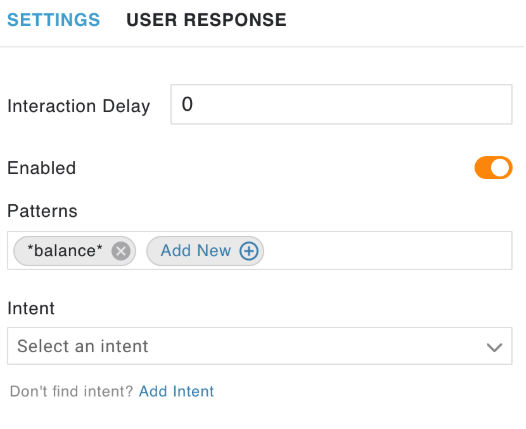 SETTINGS USER RESPONSE
Interaction Delay 0
Enabled
Patterns
*balance* Add New
Intent
Select an intent
Don't find intent? Add Intent